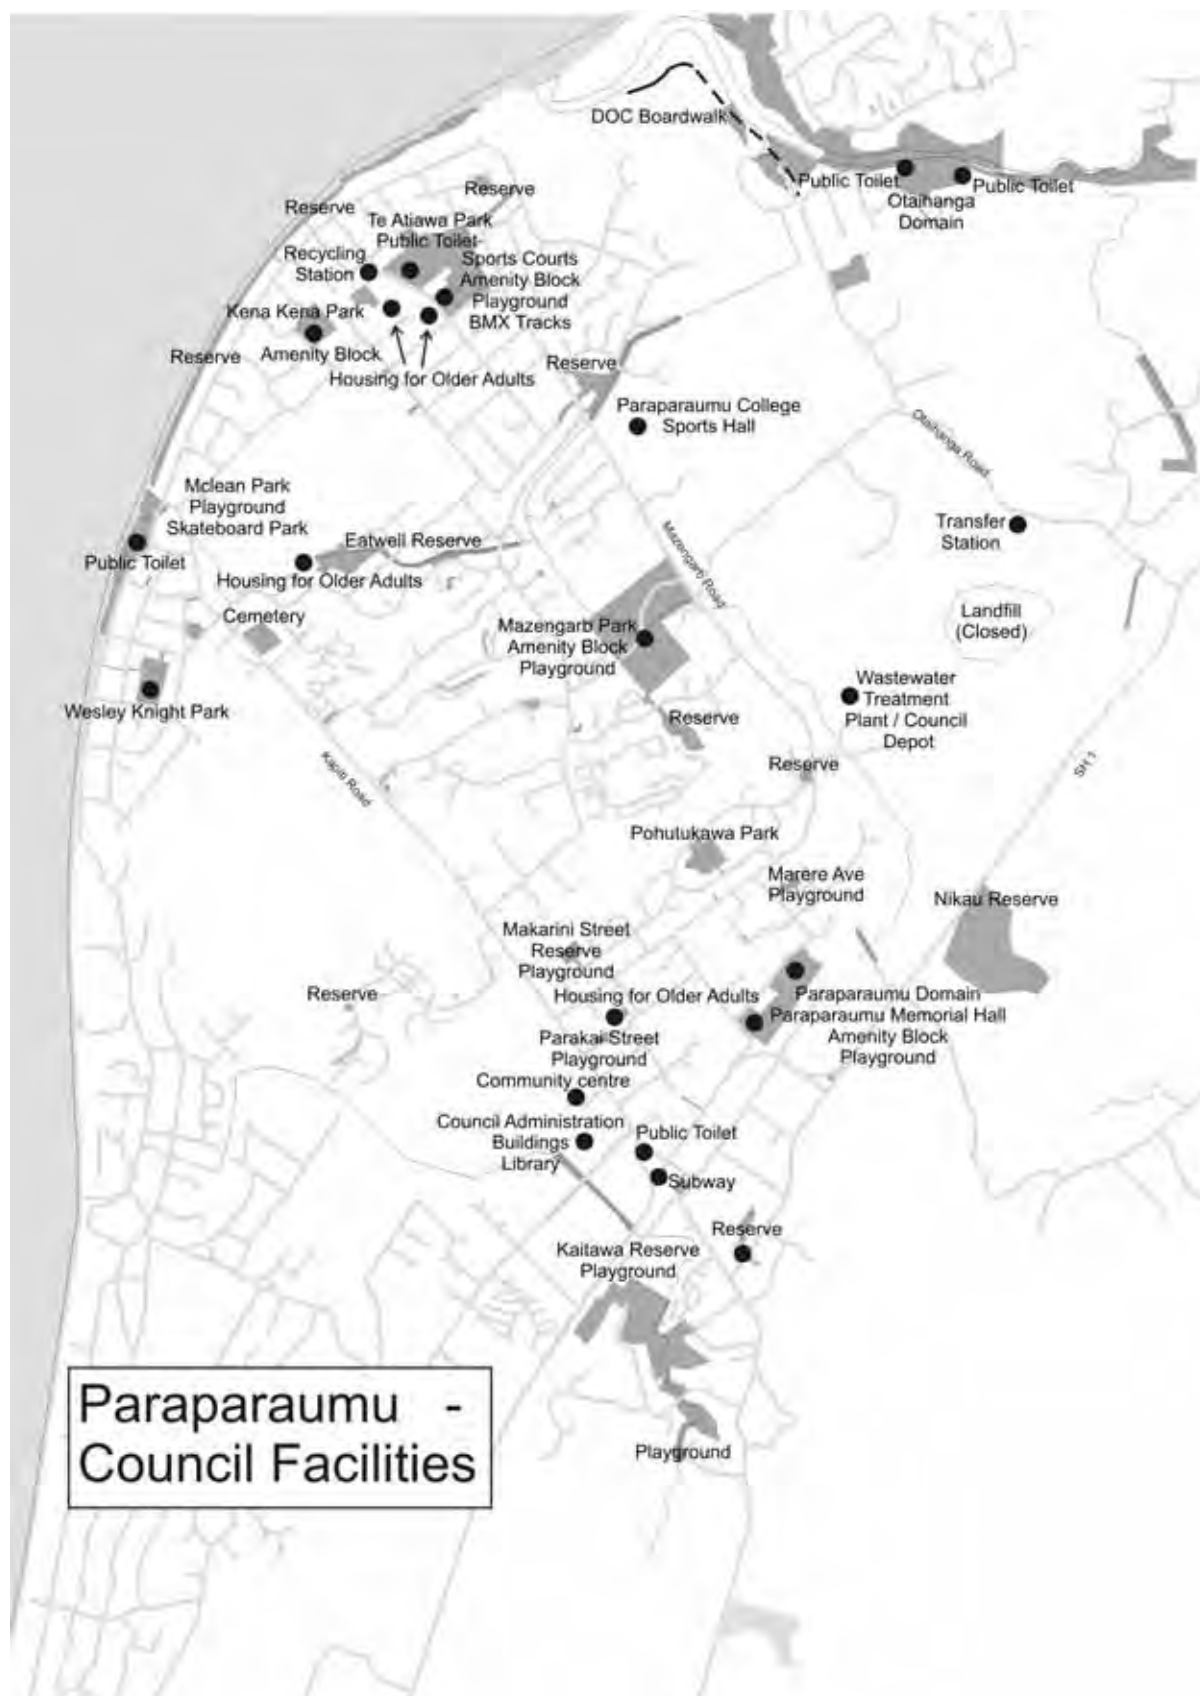 DOC Boardwalk
Public Toilet
Public Toilet
Otaihanga
Domain
Reserve
Reserve
Te Atiawa Park
Public Toilet
Recycling
Station
Sports Courts
Amenity Block
Playground
BMX Tracks
Kena Kena Park
Reserve
Amenity Block
Housing for Older Adults
Reserve
Paraparaumu College
Sports Hall
Otaihanga Road
Mclean Park
Playground
Skateboard Park
Public Toilet
Eatwell Reserve
Housing for Older Adults
Transfer
Station
Mazengarb Road
Cemetery
Landfill
(Closed)
Mazengarb Park
Amenity Block
Playground
Wesley Knight Park
Wastewater
Treatment
Plant / Council
Depot
Reserve
Kapiti Road
Reserve
SH 1
Pohutukawa Park
Marere Ave
Playground
Nikau Reserve
Makarini Street
Reserve
Playground
Reserve
Housing for Older Adults
Paraparaumu Domain
Paraparaumu Memorial Hall
Amenity Block
Playground
Parakai Street
Playground
Community centre
Council Administration
Buildings
Library
Public Toilet
Subway
Reserve
Kaitawa Reserve
Playground
Paraparaumu -
Council Facilities
Playground